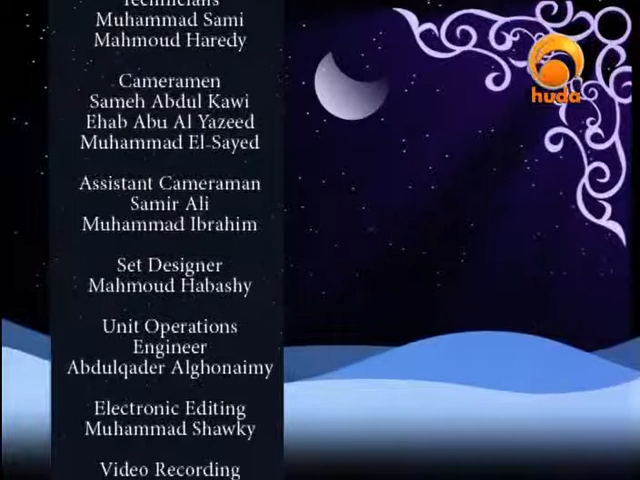 Technicians
Muhammad Sami
Mahmoud Haredy
Cameramen
Sameh Abdul Kawi
Ehab Abu Al Yazeed
Muhammad El-Sayed
Assistant Cameraman
Samir Ali
Muhammad Ibrahim
Set Designer
Mahmoud Habashy
Unit Operations
Engineer
Abdulqader Alghonaimy
Electronic Editing
Muhammad Shawky
Video Recording
huda